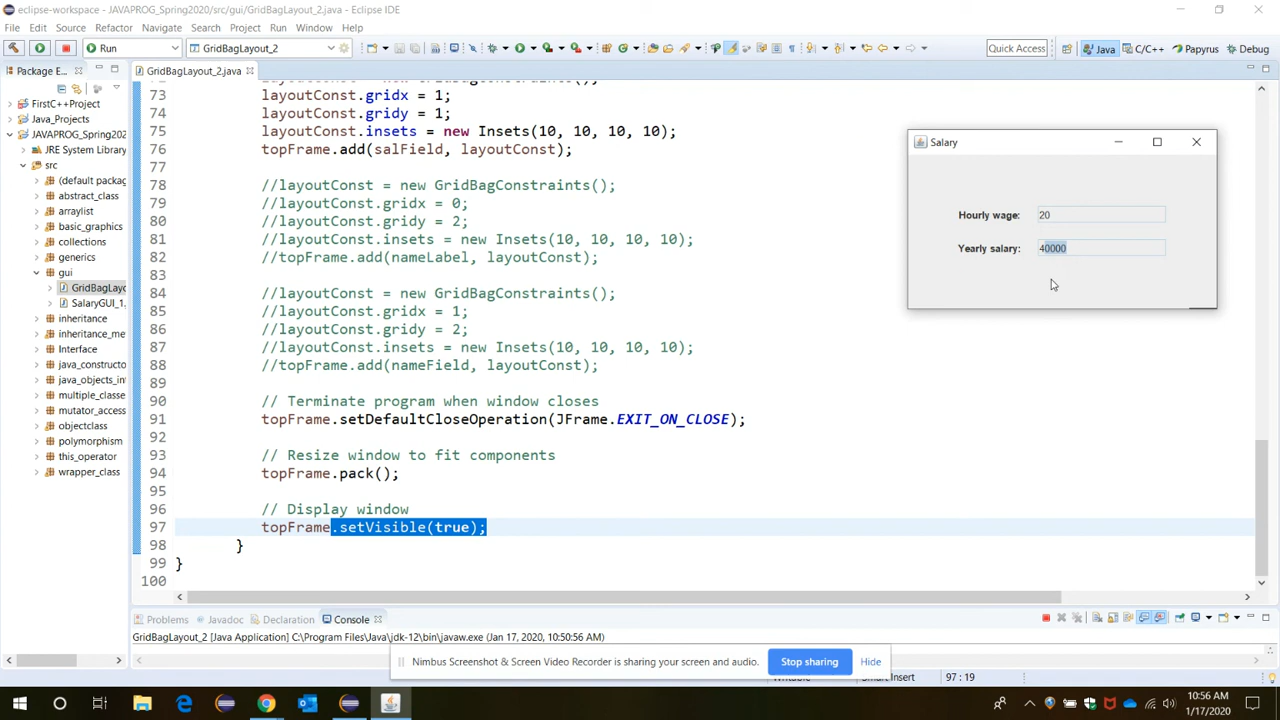 eclipse-workspace - JAVAPROG_Spring2020/src/gui/GridBagLayout_2.java - Eclipse IDE
File Edit Source Refactor Navigate Search Project Run Window Help
Run GridBagLayout_2 Quick Access Java C/C++ Papyrus Debug
Package E...
FirstC++Project
Java_Projects
JAVAPROG_Spring2020
JRE System Library
src
(default packag
abstract_class
arraylist
basic_graphics
collections
generics
gui
GridBagLayo
SalaryGUI_1.
inheritance
inheritance_me
Interface
java_constructo
java_objects_in
multiple_classe
mutator_access
objectclass
polymorphism
this_operator
wrapper_class
GridBagLayout_2.java
73 layoutConst.gridx = 1;
74 layoutConst.gridy = 1;
75 layoutConst.insets = new Insets(10, 10, 10, 10);
76 topFrame.add(salField, layoutConst);
77
78 //layoutConst = new GridBagConstraints();
79 //layoutConst.gridx = 0;
80 //layoutConst.gridy = 2;
81 //layoutConst.insets = new Insets(10, 10, 10, 10);
82 //topFrame.add(nameLabel, layoutConst);
83
84 //layoutConst = new GridBagConstraints();
85 //layoutConst.gridx = 1;
86 //layoutConst.gridy = 2;
87 //layoutConst.insets = new Insets(10, 10, 10, 10);
88 //topFrame.add(nameField, layoutConst);
89
90 // Terminate program when window closes
91 topFrame.setDefaultCloseOperation(JFrame.EXIT_ON_CLOSE);
92
93 // Resize window to fit components
94 topFrame.pack();
95
96 // Display window
97 topFrame.setVisible(true);
98 }
99 }
100
Salary
Hourly wage: 20
Yearly salary: 40000
Problems Javadoc Declaration Console
GridBagLayout_2 [Java Application] C:\Program Files\Java\jdk-12\bin\javaw.exe (Jan 17, 2020, 10:50:56 AM)
Nimbus Screenshot & Screen Video Recorder is sharing your screen and audio. Stop sharing Hide
Writable Smart Insert 97 : 19
10:56 AM
1/17/2020